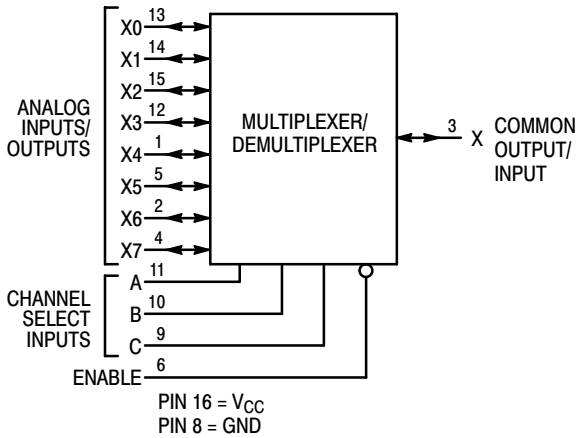 X0 13
X1 14
X2 15
X3 12
X4 1
X5 5
X6 2
X7 4
ANALOG
INPUTS/
OUTPUTS
MULTIPLEXER/
DEMULTIPLEXER
3 X COMMON
OUTPUT/
INPUT
A 11
B 10
C 9
CHANNEL
SELECT
INPUTS
ENABLE 6
PIN 16 = VCC
PIN 8 = GND